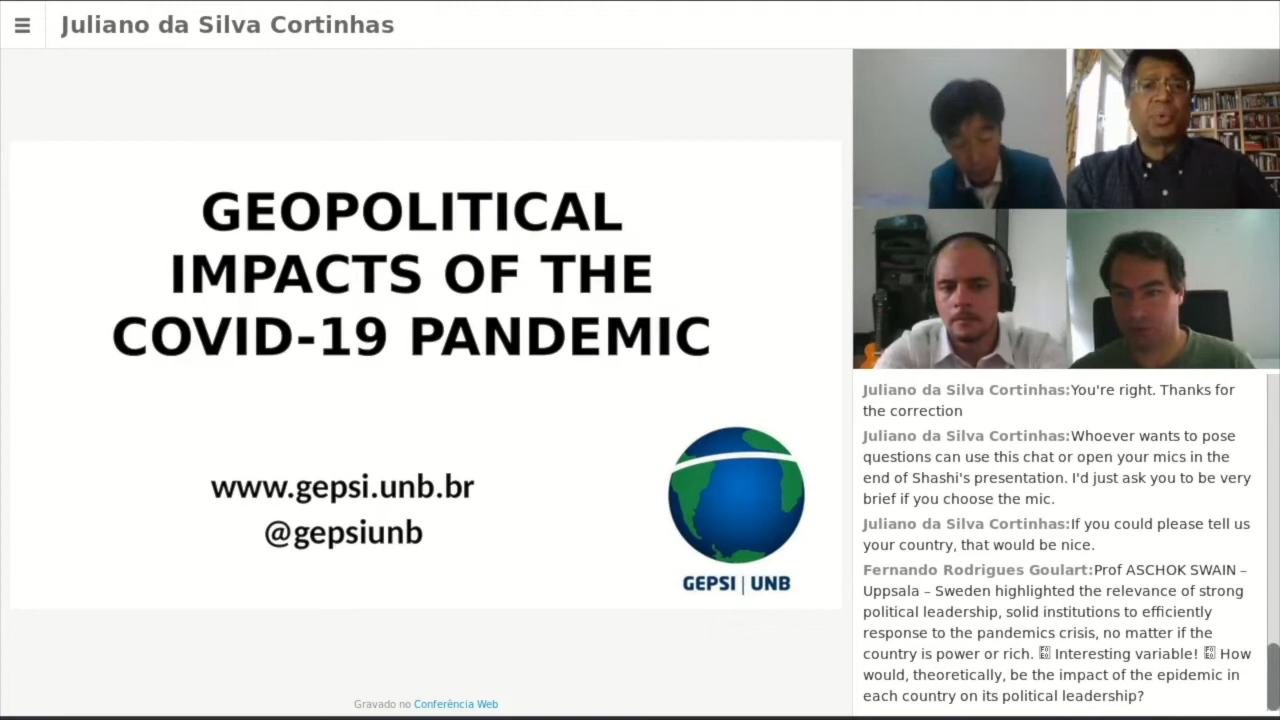 Juliano da Silva Cortinhas
GEOPOLITICAL
IMPACTS OF THE
COVID-19 PANDEMIC
www.gepsi.unb.br
@gepsiunb
GEPSI | UNB
Gravado no Conferência Web
Juliano da Silva Cortinhas:You're right. Thanks for
the correction
Juliano da Silva Cortinhas:Whoever wants to pose
questions can use this chat or open your mics in the
end of Shashi's presentation. I'd just ask you to be very
brief if you choose the mic.
Juliano da Silva Cortinhas:If you could please tell us
your country, that would be nice.
Fernando Rodrigues Goulart:Prof ASCHOK SWAIN –
Uppsala – Sweden highlighted the relevance of strong
political leadership, solid institutions to efficiently
response to the pandemics crisis, no matter if the
country is power or rich. Interesting variable! How
would, theoretically, be the impact of the epidemic in
each country on its political leadership?